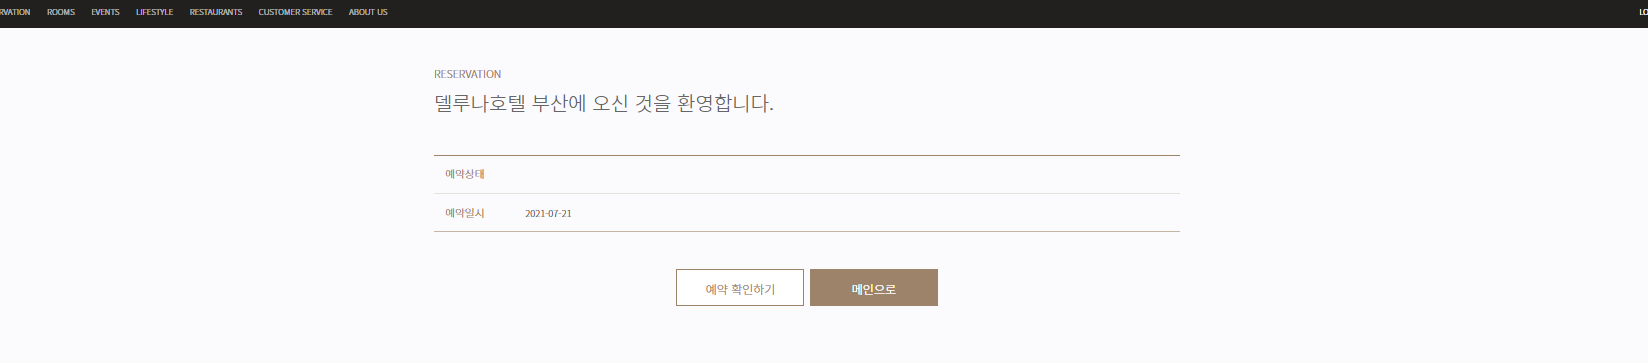 ROOMS EVENTS LIFESTYLE RESTAURANTS CUSTOMER SERVICE ABOUT US
RESERVATION
델루나호텔 부산에 오신 것을 환영합니다.
예약상태
예약일시 2021-07-21
예약 확인하기 메인으로